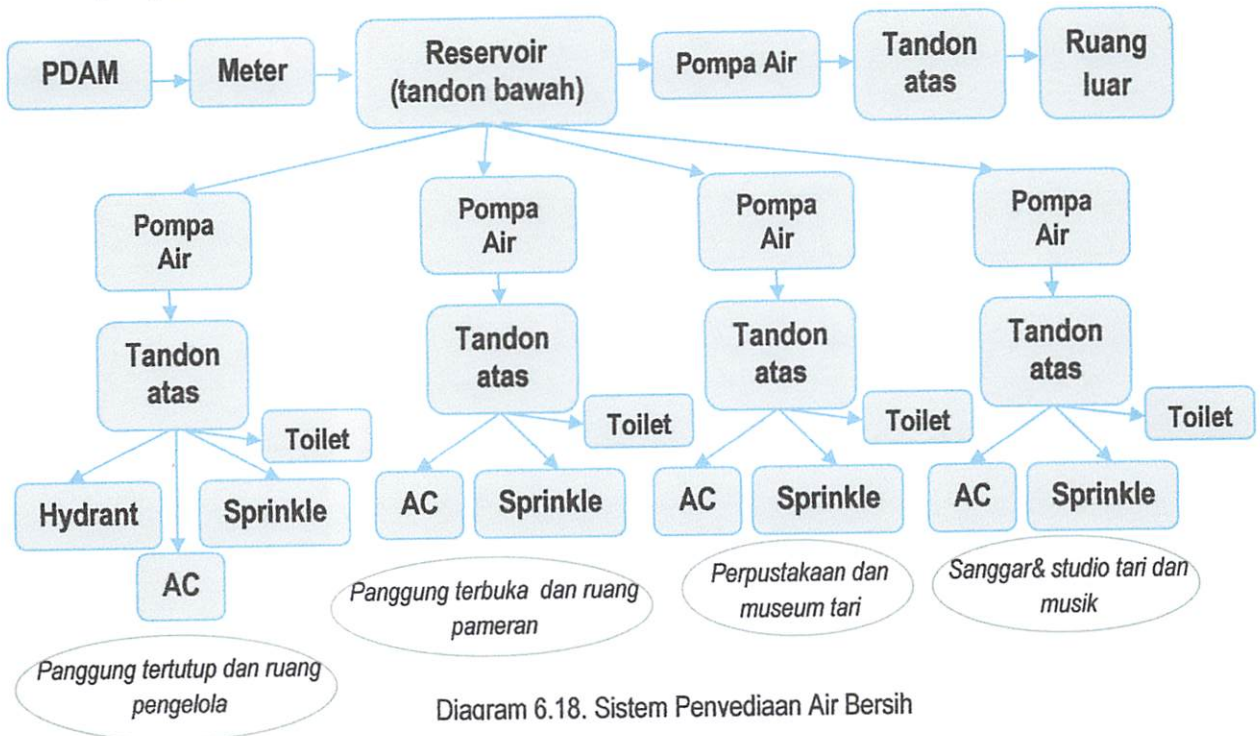 PDAM
Meter
Reservoir
(tandon bawah)
Pompa Air
Tandon
atas
Ruang
luar
Pompa
Air
Tandon
atas
Toilet
Hydrant
Sprinkle
AC
Panggung tertutup dan ruang
pengelola
Pompa
Air
Tandon
atas
Toilet
AC
Sprinkle
Panggung terbuka dan ruang
pameran
Pompa
Air
Tandon
atas
Toilet
AC
Sprinkle
Perpustakaan dan
museum tari
Pompa
Air
Tandon
atas
Toilet
AC
Sprinkle
Sanggar& studio tari dan
musik
Diagram 6.18. Sistem Penyediaan Air Bersih